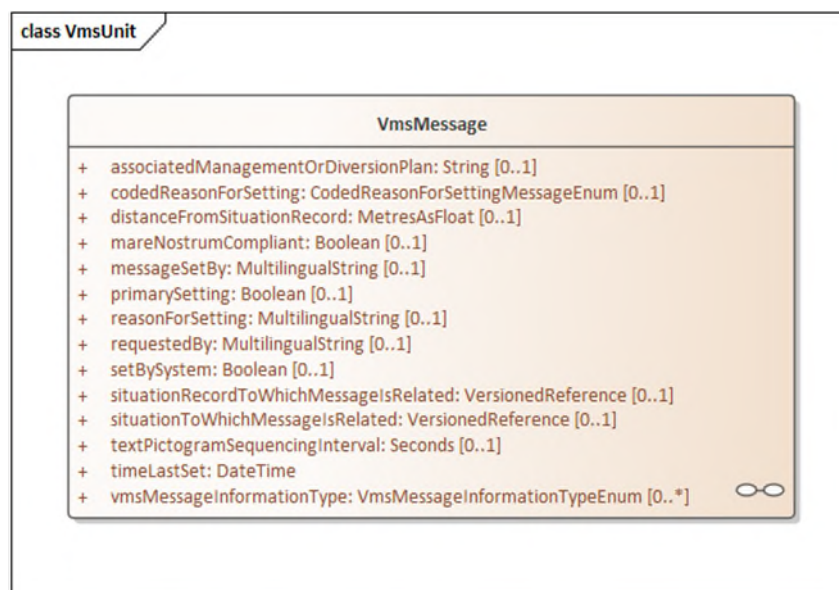 class VmsUnit
VmsMessage
+ associatedManagementOrDiversionPlan: String [0..1]
+ codedReasonForSetting: CodedReasonForSettingMessageEnum [0..1]
+ distanceFromSituationRecord: MetresAsFloat [0..1]
+ mareNostrumCompliant: Boolean [0..1]
+ messageSetBy: MultilingualString [0..1]
+ primarySetting: Boolean [0..1]
+ reasonForSetting: MultilingualString [0..1]
+ requestedBy: MultilingualString [0..1]
+ setBySystem: Boolean [0..1]
+ situationRecordToWhichMessageIsRelated: VersionedReference [0..1]
+ situationToWhichMessageIsRelated: VersionedReference [0..1]
+ textPictogramSequencingInterval: Seconds [0..1]
+ timeLastSet: DateTime
+ vmsMessageInformationType: VmsMessageInformationTypeEnum [0..*]